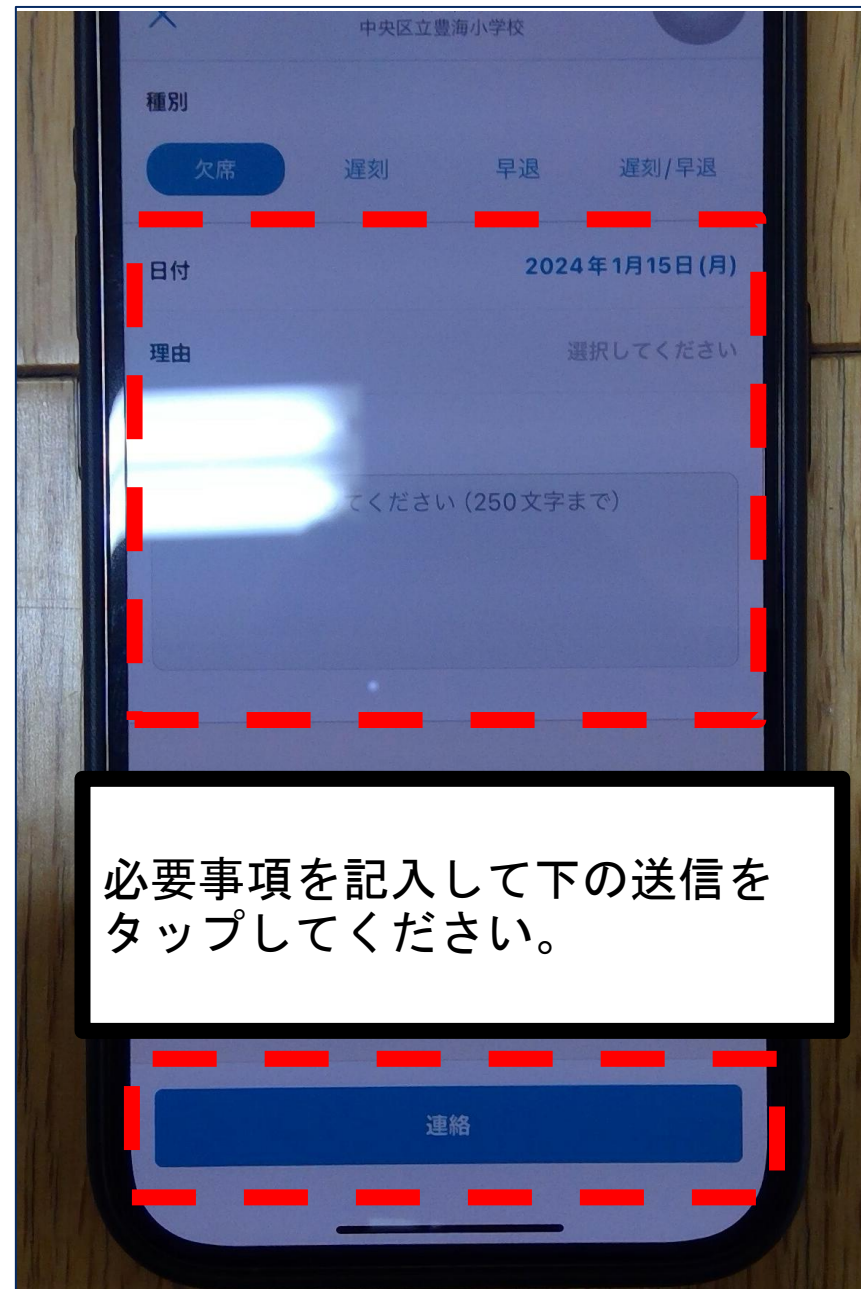 中央区立豊海小学校
種別
欠席 遅刻 早退 遅刻/早退
日付 2024年1月15日(月)
理由 選択してください
てください(250文字まで)
必要事項を記入して下の送信を
タップしてください。
連絡